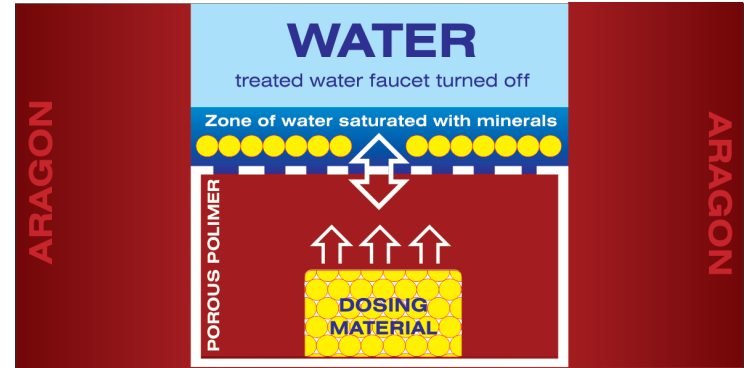 WATER
treated water faucet turned off
Zone of water saturated with minerals
ARAGON
ARAGON
POROUS POLIMER
DOSING
MATERIAL